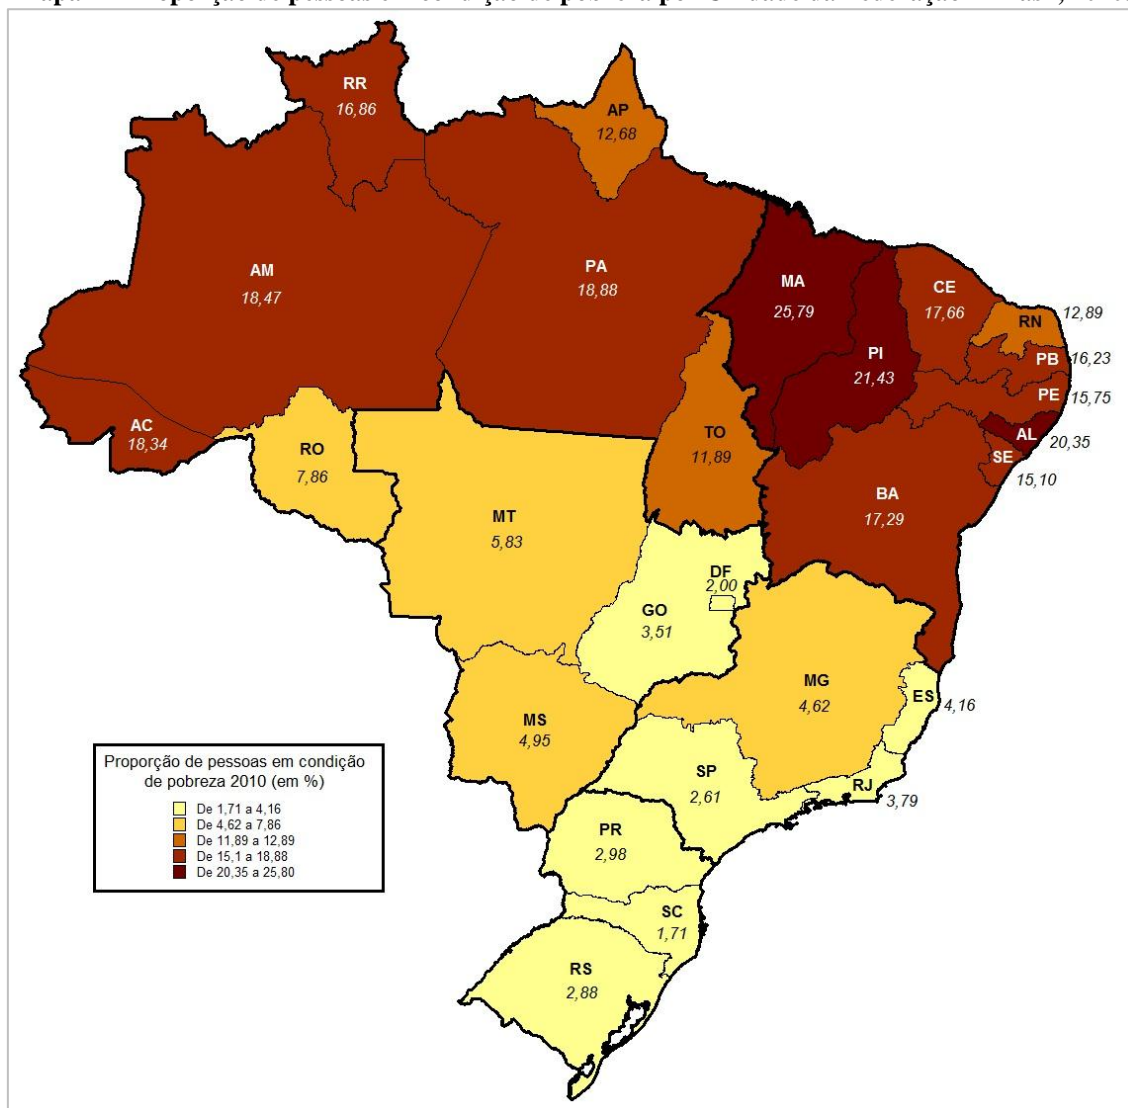 RR
16,86
AP
12,68
AM
18,47
PA
18,88
MA
25,79
CE
17,66
RN
12,89
PI
21,43
PB
16,23
PE
15,75
AC
18,34
RO
7,86
TO
11,89
AL
20,35
SE
15,10
BA
17,29
MT
5,83
DF
2,00
GO
3,51
MG
4,62
ES
4,16
MS
4,95
SP
2,61
RJ
3,79
PR
2,98
SC
1,71
RS
2,88
Proporção de pessoas em condição
de pobreza 2010 (em %)
De 1,71 a 4,16
De 4,62 a 7,86
De 11,89 a 12,89
De 15,1 a 18,88
De 20,35 a 25,80